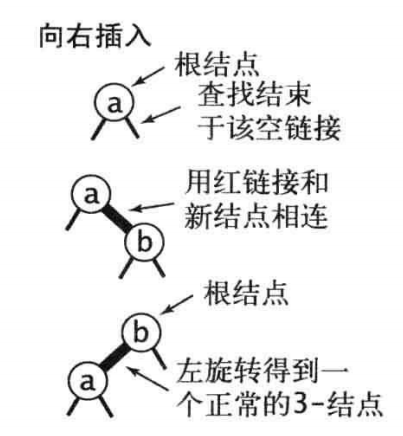 向右插入
根结点
a
查找结束
于该空链接
a
用红链接和
新结点相连
b
根结点
b
a
左旋转得到一
个正常的3-结点